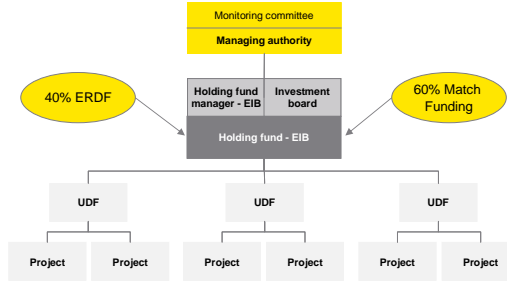 Monitoring committee
Managing authority
Holding fund
manager - EIB
Investment
board
40% ERDF
60% Match
Funding
Holding fund - EIB
UDF
UDF
UDF
Project
Project
Project
Project
Project
Project